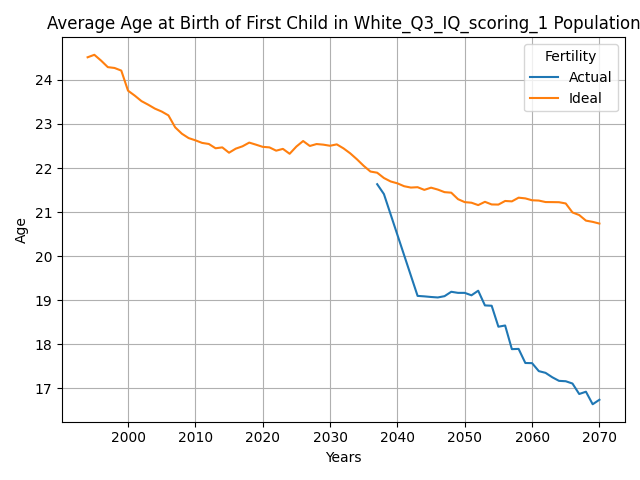 Average Age at Birth of First Child in White_Q3_IQ_scoring_1 Population
Fertility
Actual
Ideal
Age
24
23
22
21
20
19
18
17
2000
2010
2020
2030
2040
2050
2060
2070
Years